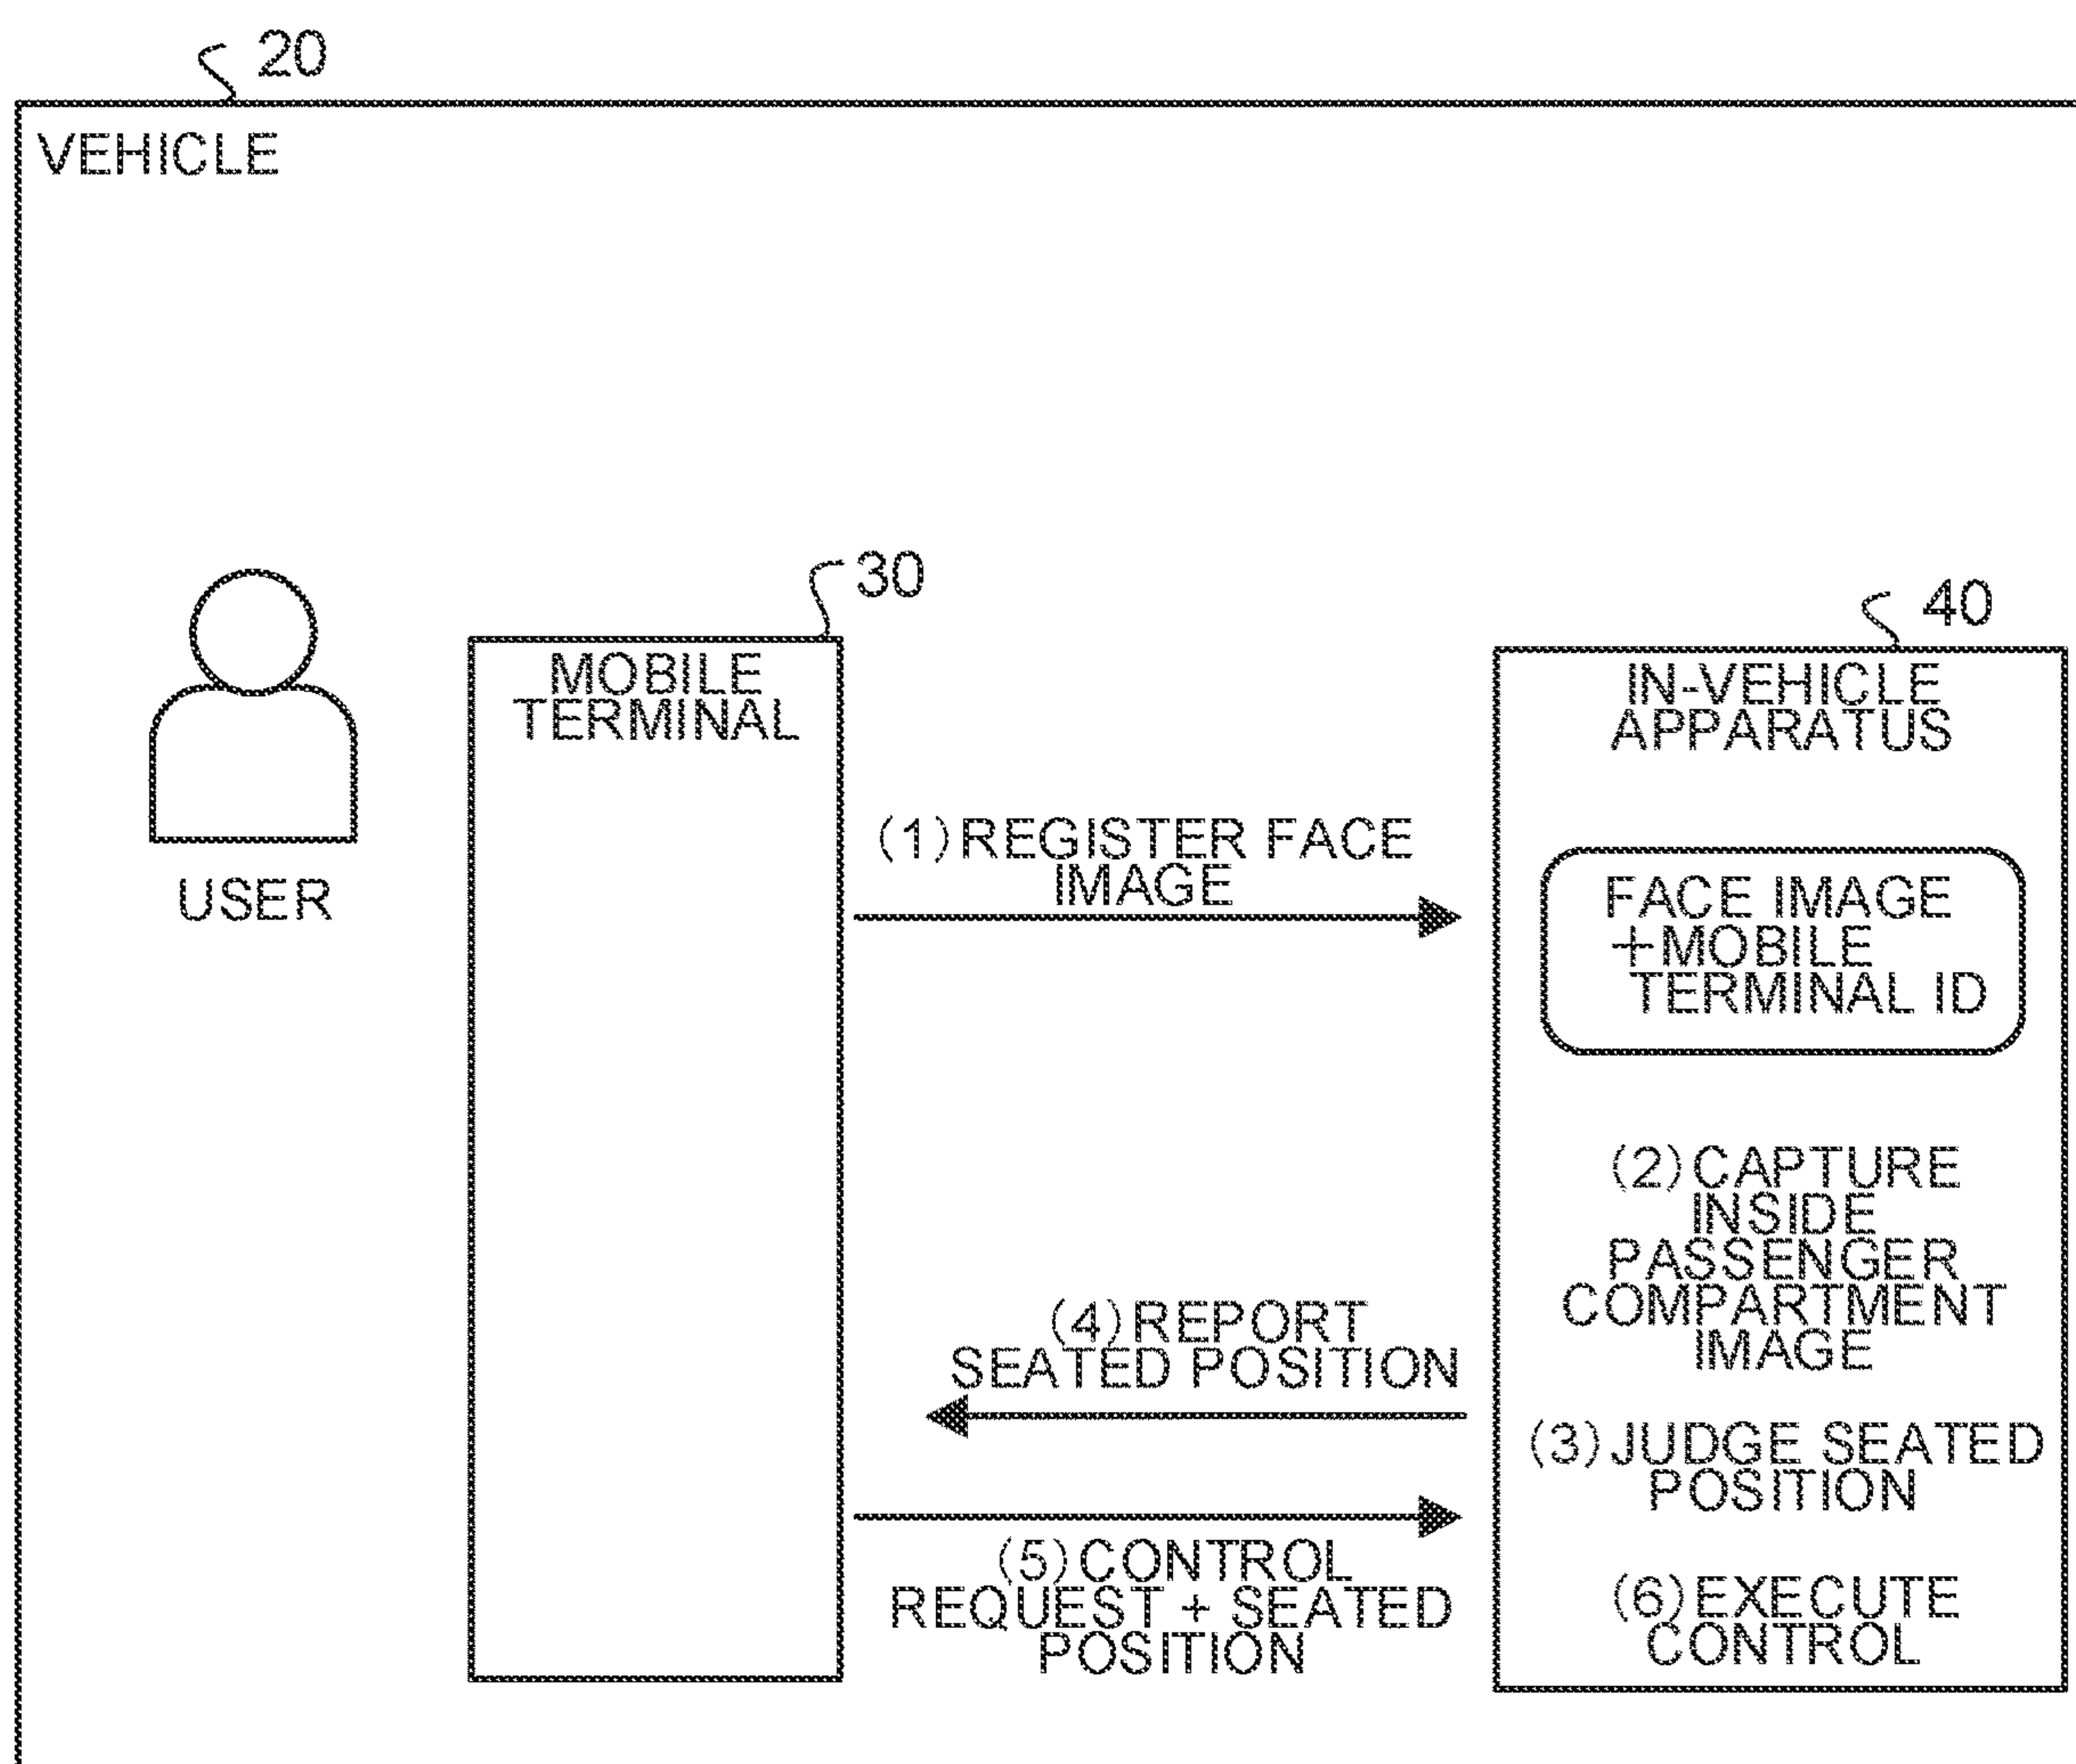 20
VEHICLE
30
MOBILE
TERMINAL
40
IN-VEHICLE
APPARATUS
USER
(1)REGISTER FACE
IMAGE
FACE IMAGE
+MOBILE
TERMINAL ID
(2)CAPTURE
INSIDE
PASSENGER
COMPARTMENT
IMAGE
(3)JUDGE SEATED
POSITION
(4)REPORT
SEATED POSITION
(5)CONTROL
REQUEST + SEATED
POSITION
(6)EXECUTE
CONTROL